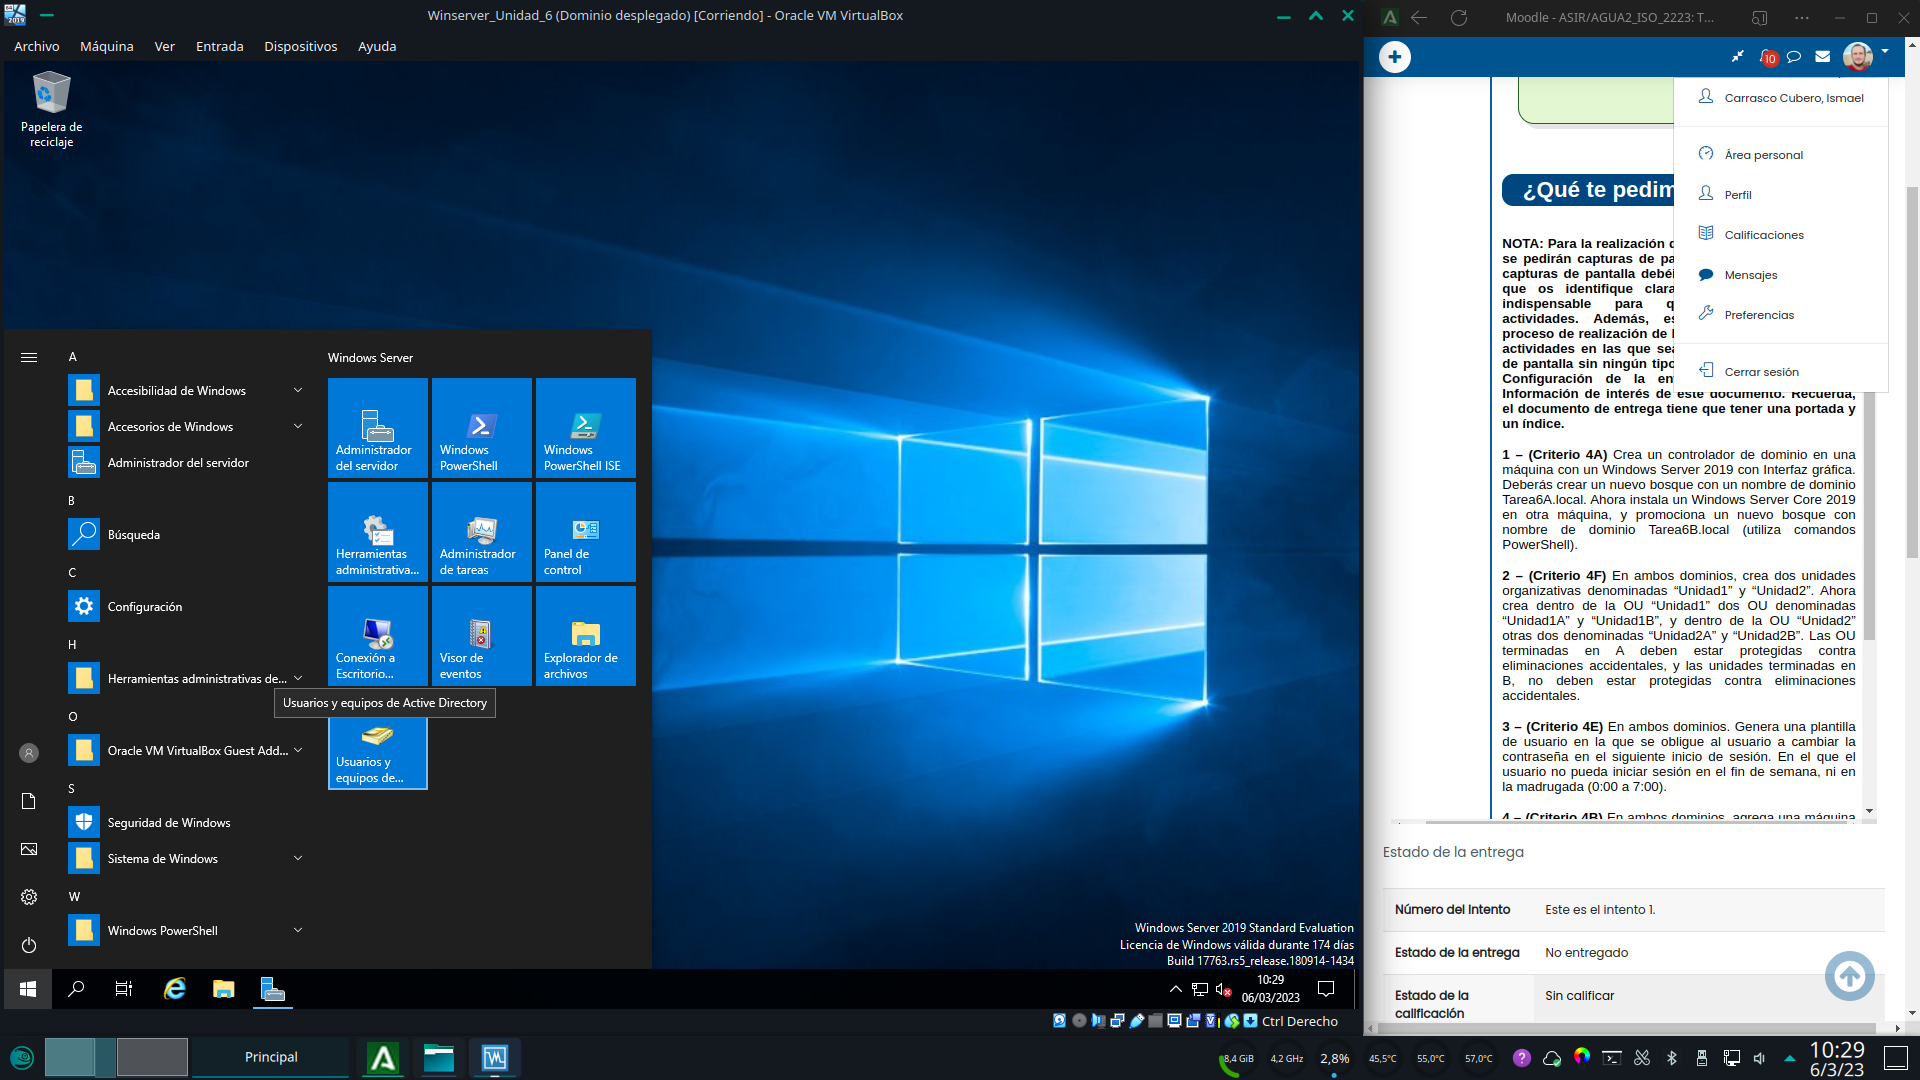 Winserver_Unidad_6 (Dominio desplegado) [Corriendo] - Oracle VM VirtualBox
Archivo Máquina Ver Entrada Dispositivos Ayuda
Papelera de
reciclaje
A
Accesibilidad de Windows
Accesorios de Windows
Administrador del servidor
B
Búsqueda
C
Configuración
H
Herramientas administrativas de...
O
Oracle VM VirtualBox Guest Add...
S
Seguridad de Windows
Sistema de Windows
W
Windows PowerShell
Windows Server
Administrador
del servidor
Windows
PowerShell
Windows
PowerShell ISE
Herramientas
administrativa...
Administrador
de tareas
Panel de
control
Conexión a
Escritorio...
Visor de
eventos
Explorador de
archivos
Usuarios y equipos de Active Directory
Usuarios y
equipos de...
Windows Server 2019 Standard Evaluation
Licencia de Windows válida durante 174 días
Build 17763.rs5_release.180914-1434
10:29
06/03/2023
Ctrl Derecho
Moodle - ASIR/AGUA2_ISO_2223: T...
10
Carrasco Cubero, Ismael
Área personal
Perfil
Calificaciones
Mensajes
Preferencias
Cerrar sesión
¿Qué te pedim
NOTA: Para la realización
se pedirán capturas de
capturas de pantalla
que os identifique
indispensable para
actividades. Además,
proceso de realización de
actividades en las que
de pantalla sin ningún
Configuración de la
Información de interés de este documento. Recuerda,
el documento de entrega tiene que tener una portada y
un índice.
1 – (Criterio 4A) Crea un controlador de dominio en una
máquina con un Windows Server 2019 con Interfaz gráfica.
Deberás crear un nuevo bosque con un nombre de dominio
Tarea6A.local. Ahora instala un Windows Server Core 2019
en otra máquina, y promociona un nuevo bosque con
nombre de dominio Tarea6B.local (utiliza comandos
PowerShell).
2 – (Criterio 4F) En ambos dominios, crea dos unidades
organizativas denominadas “Unidad1” y “Unidad2”. Ahora
crea dentro de la OU “Unidad1” dos OU denominadas
“Unidad1A” y “Unidad1B”, y dentro de la OU “Unidad2”
otras dos denominadas “Unidad2A” y “Unidad2B”. Las OU
terminadas en A deben estar protegidas contra
eliminaciones accidentales, y las unidades terminadas en
B, no deben estar protegidas contra eliminaciones
accidentales.
3 – (Criterio 4E) En ambos dominios. Genera una plantilla
de usuario en la que se obligue al usuario a cambiar la
contraseña en el siguiente inicio de sesión. En el que el
usuario no pueda iniciar sesión en el fin de semana, ni en
la madrugada (0:00 a 7:00).
4 – (Criterio 4B) En ambos dominios, agrega una máquina
Estado de la entrega
Número del intento Este es el intento 1.
Estado de la entrega No entregado
Estado de la
calificación
Sin calificar
Principal
8,4 GiB
4,2 GHz
2,8%
45,5°C
55,0°C
57,0°C
10:29
6/3/23